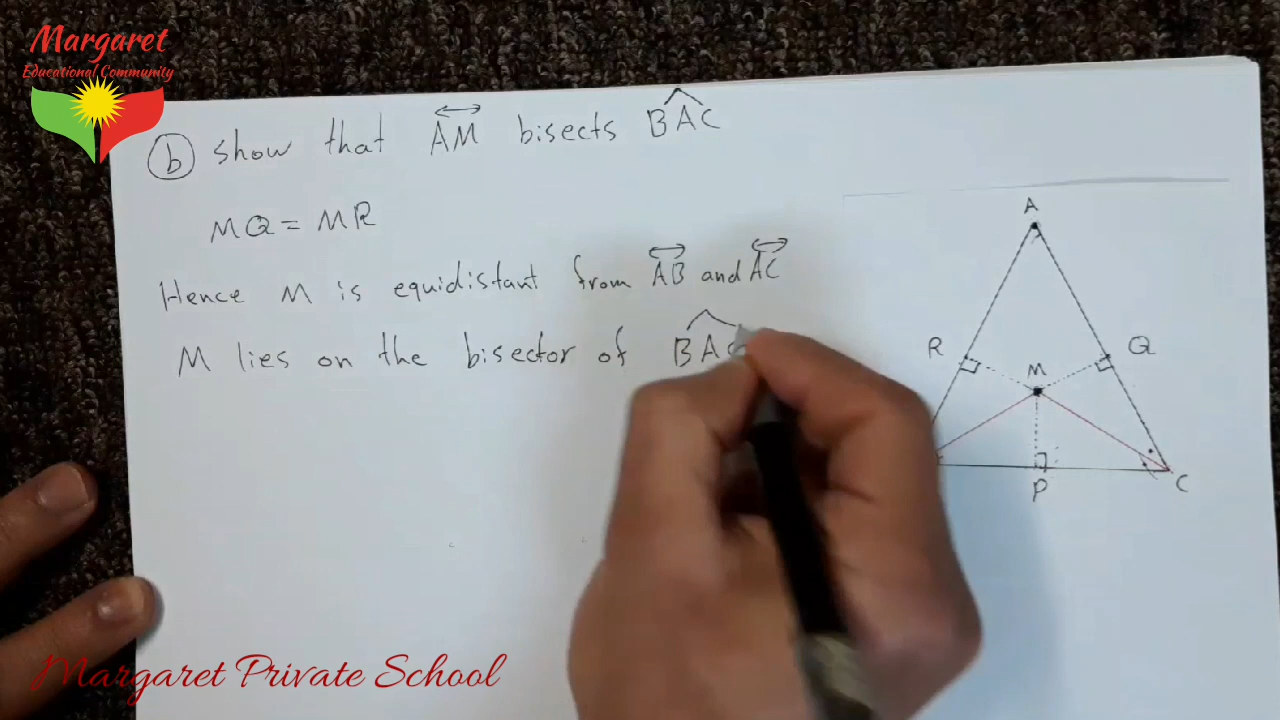 Margaret
Educational Community
b show that AM bisects BAC
MQ = MR
Hence M is equidistant from AB and AC
M lies on the bisector of BAC
A
R
Q
M
P
C
Margaret Private School